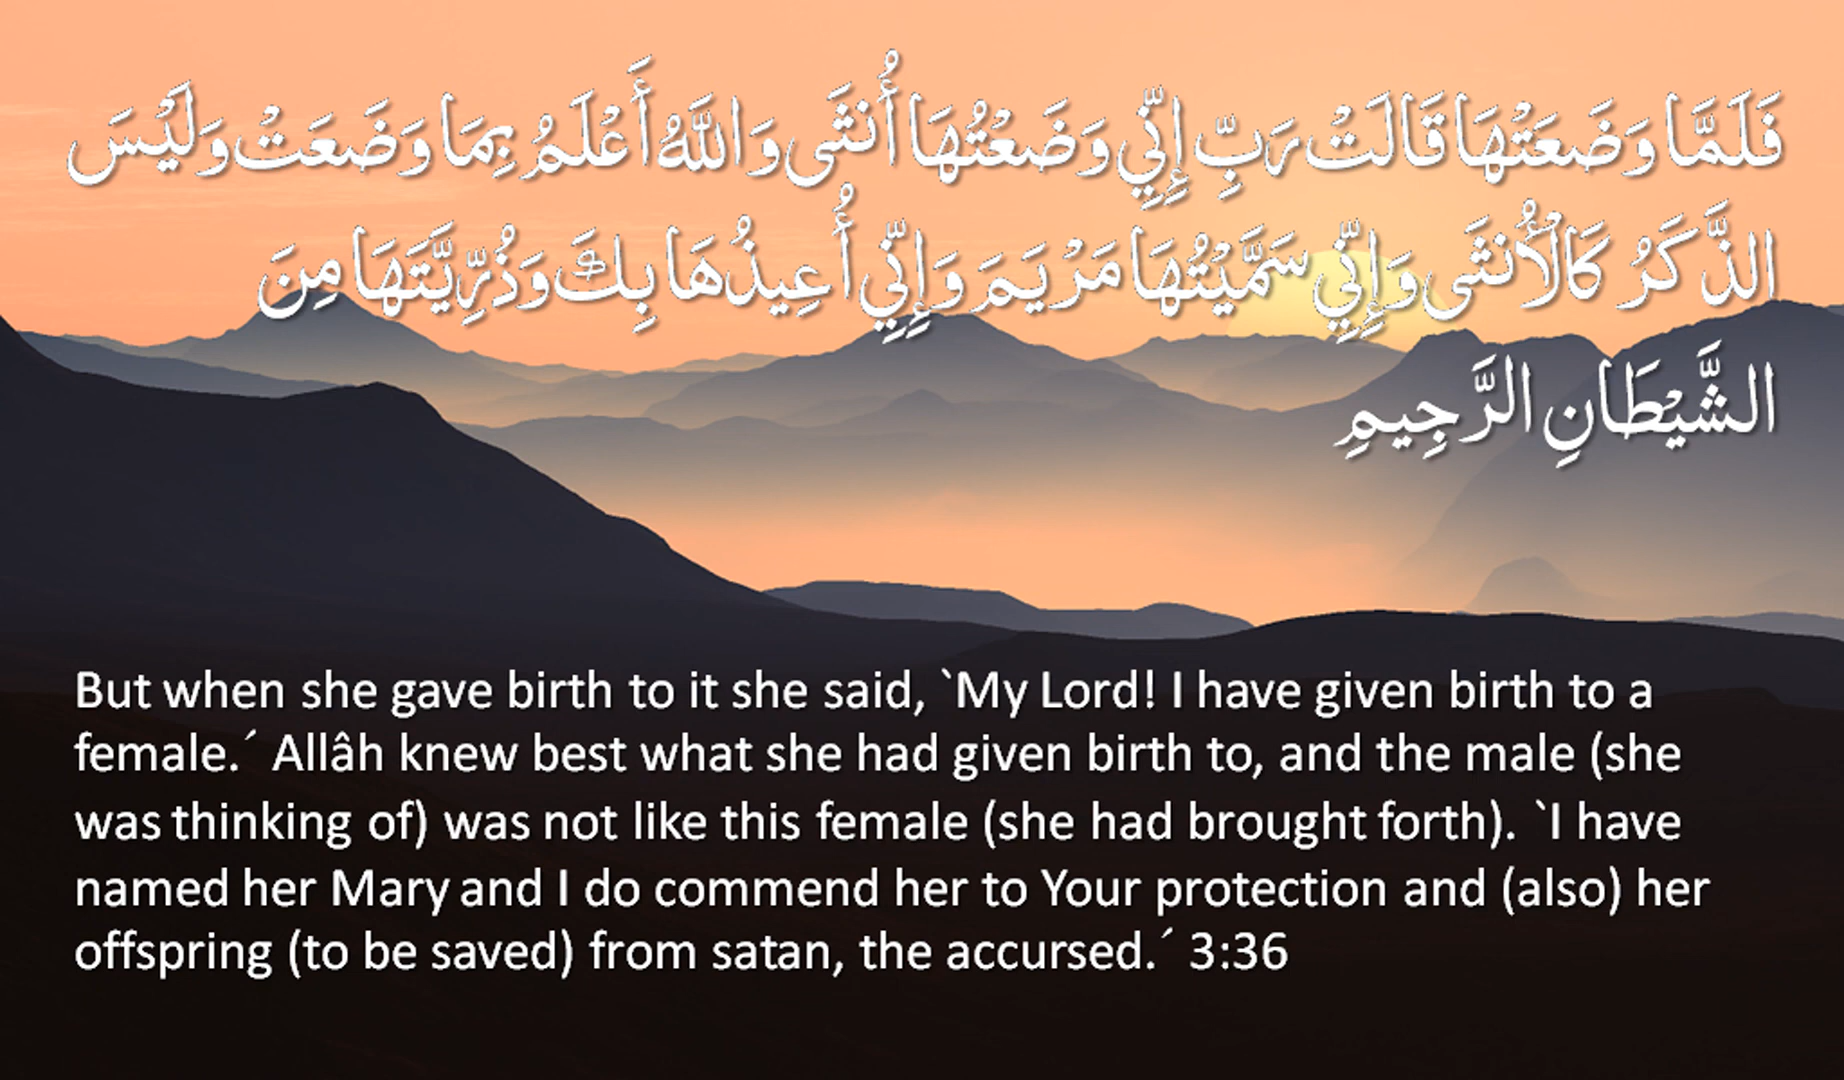 فَلَمَّا وَضَعَتْهَا قَالَتْ رَبِّ إِنِّي وَضَعْتُهَا أُنثَى وَاللَّهُ أَعْلَمُ بِمَا وَضَعَتْ وَلَيْسَ
الذَّكَرُ كَالْأُنثَى وَإِنِّي سَمَّيْتُهَا مَرْيَمَ وَإِنِّي أُعِيذُهَا بِكَ وَذُرِّيَّتَهَا مِنَ
الشَّيْطَانِ الرَّجِيمِ
But when she gave birth to it she said, `My Lord! I have given birth to a
female.´ Allâh knew best what she had given birth to, and the male (she
was thinking of) was not like this female (she had brought forth). `I have
named her Mary and I do commend her to Your protection and (also) her
offspring (to be saved) from satan, the accursed.´ 3:36